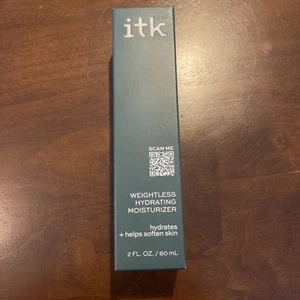 itk
SCAN ME
WEIGHTLESS
HYDRATING
MOISTURIZER
hydrates
+ helps soften skin
2 FL. OZ. / 60 mL